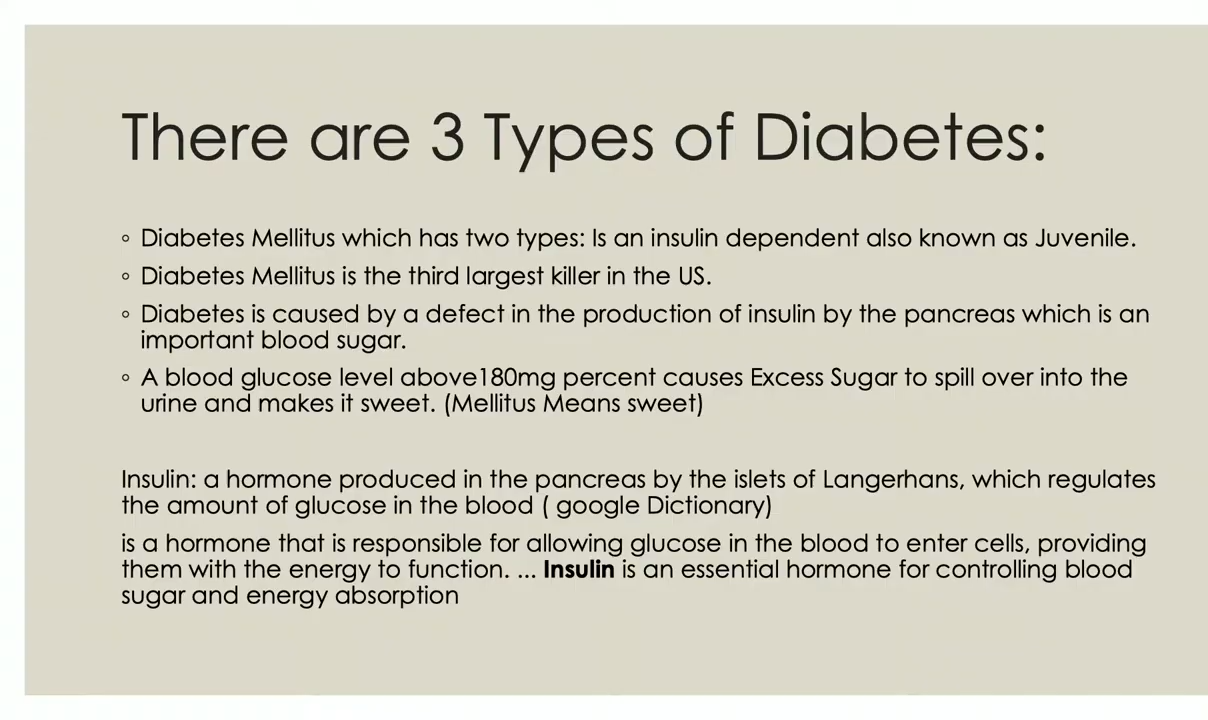 There are 3 Types of Diabetes:
◦ Diabetes Mellitus which has two types: Is an insulin dependent also known as Juvenile.
◦ Diabetes Mellitus is the third largest killer in the US.
◦ Diabetes is caused by a defect in the production of insulin by the pancreas which is an
important blood sugar.
◦ A blood glucose level above180mg percent causes Excess Sugar to spill over into the
urine and makes it sweet. (Mellitus Means sweet)
Insulin: a hormone produced in the pancreas by the islets of Langerhans, which regulates
the amount of glucose in the blood ( google Dictionary)
is a hormone that is responsible for allowing glucose in the blood to enter cells, providing
them with the energy to function. ... Insulin is an essential hormone for controlling blood
sugar and energy absorption